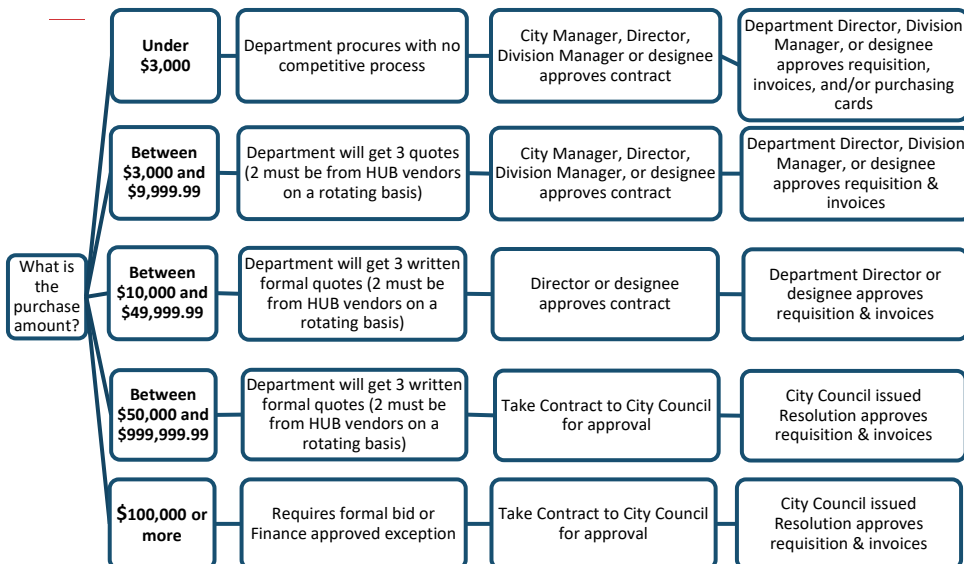 What is
the
purchase
amount?
Under
$3,000
Department procures with no
competitive process
City Manager, Director,
Division Manager or designee
approves contract
Department Director, Division
Manager, or designee
approves requisition,
invoices, and/or purchasing
cards
Between
$3,000 and
$9,999.99
Department will get 3 quotes
(2 must be from HUB vendors
on a rotating basis)
City Manager, Director,
Division Manager, or designee
approves contract
Department Director, Division
Manager, or designee
approves requisition &
invoices
Between
$10,000 and
$49,999.99
Department will get 3 written
formal quotes (2 must be
from HUB vendors on a
rotating basis)
Director or designee
approves contract
Department Director or
designee approves
requisition & invoices
Between
$50,000 and
$999,999.99
Department will get 3 written
formal quotes (2 must be
from HUB vendors on a
rotating basis)
Take Contract to City Council
for approval
City Council issued
Resolution approves
requisition & invoices
$100,000 or
more
Requires formal bid or
Finance approved exception
Take Contract to City Council
for approval
City Council issued
Resolution approves
requisition & invoices